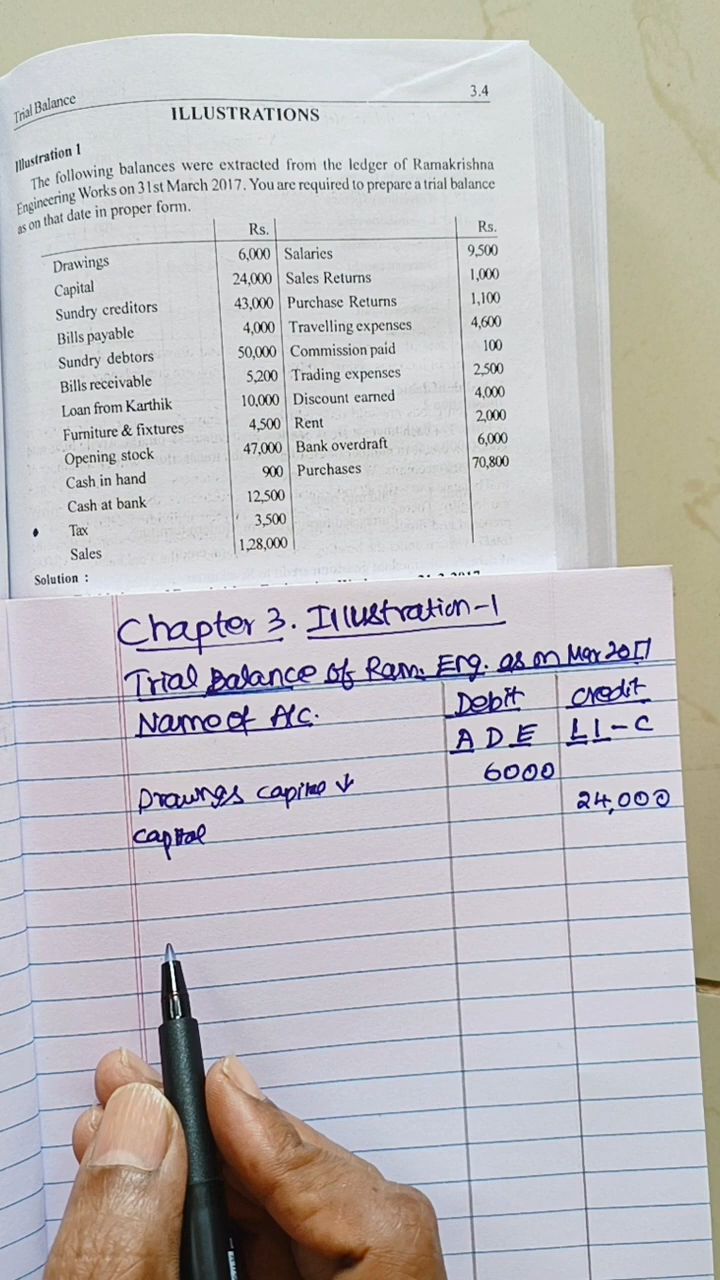 Trial Balance
3.4
ILLUSTRATIONS
Illustration 1
The following balances were extracted from the ledger of Ramakrishna
Engineering Works on 31st March 2017. You are required to prepare a trial balance
as on that date in proper form.
Rs. Rs.
Drawings 6,000 Salaries 9,500
Capital 24,000 Sales Returns 1,000
Sundry creditors 43,000 Purchase Returns 1,100
Bills payable 4,000 Travelling expenses 4,600
Sundry debtors 50,000 Commission paid 100
Bills receivable 5,200 Trading expenses 2,500
Loan from Karthik 10,000 Discount earned 4,000
Furniture & fixtures 4,500 Rent 2,000
Opening stock 47,000 Bank overdraft 6,000
Cash in hand 900 Purchases 70,800
Cash at bank 12,500
• Tax 3,500
Sales 1,28,000
Solution :
Chapter 3. Illustration-1
Trial Balance of Ram. Eng. as on Mar 2017
Name of A/C. Debit Credit
A D E L I - C
Drawngs capital ↓ 6000
capital 24,000